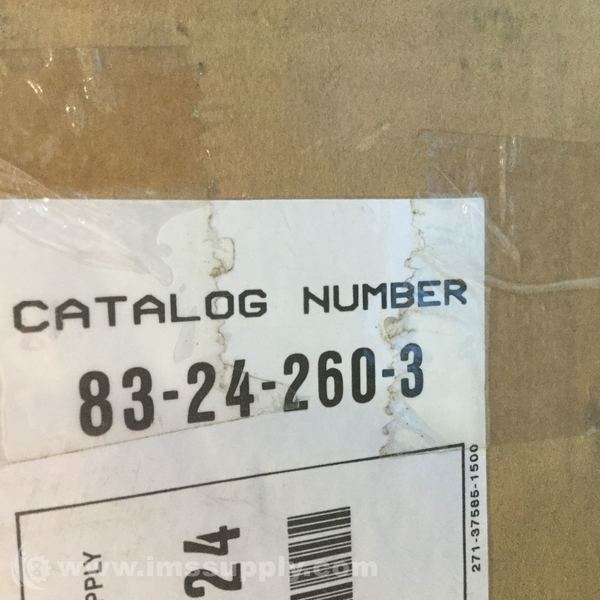 CATALOG NUMBER
83-24-260-3
271-37585-1500
PPLY
24
www.imssupply.com